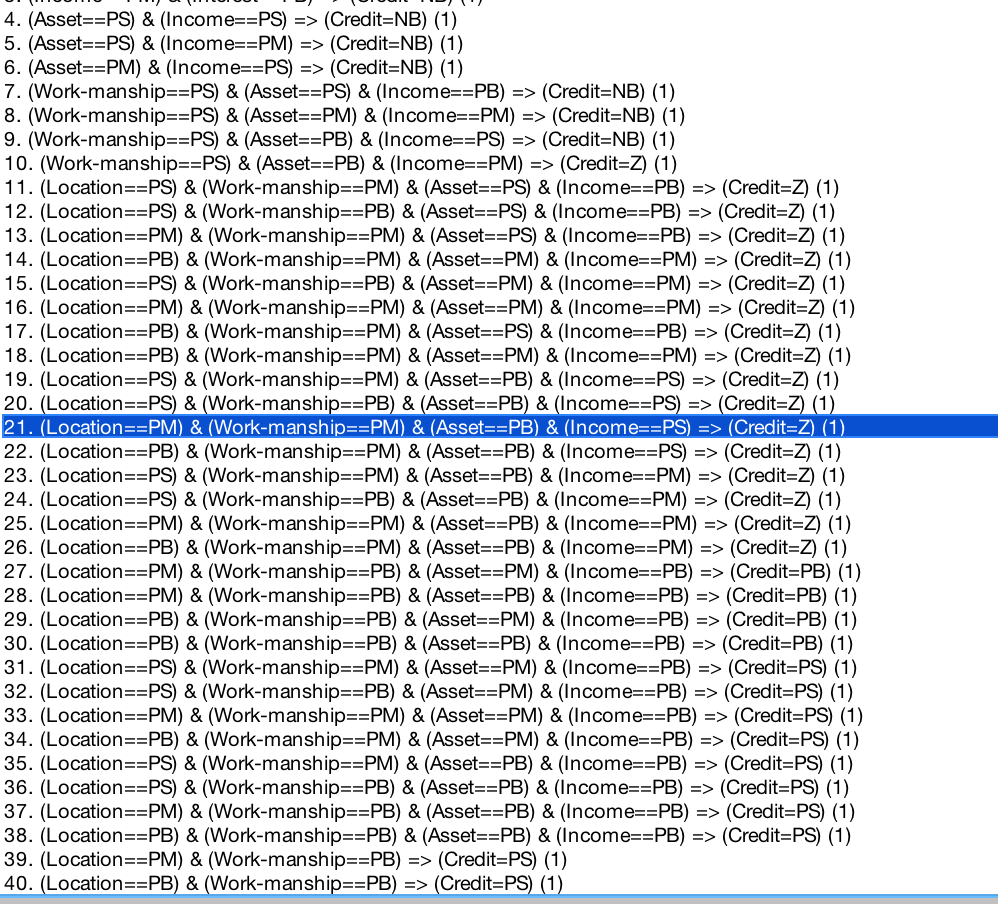 4. (Asset==PS) & (Income==PS) => (Credit=NB) (1)
5. (Asset==PS) & (Income==PM) => (Credit=NB) (1)
6. (Asset==PM) & (Income==PS) => (Credit=NB) (1)
7. (Work-manship==PS) & (Asset==PS) & (Income==PB) => (Credit=NB) (1)
8. (Work-manship==PS) & (Asset==PM) & (Income==PM) => (Credit=NB) (1)
9. (Work-manship==PS) & (Asset==PB) & (Income==PS) => (Credit=NB) (1)
10. (Work-manship==PS) & (Asset==PB) & (Income==PM) => (Credit=Z) (1)
11. (Location==PS) & (Work-manship==PM) & (Asset==PS) & (Income==PB) => (Credit=Z) (1)
12. (Location==PS) & (Work-manship==PB) & (Asset==PS) & (Income==PB) => (Credit=Z) (1)
13. (Location==PM) & (Work-manship==PM) & (Asset==PS) & (Income==PB) => (Credit=Z) (1)
14. (Location==PB) & (Work-manship==PM) & (Asset==PM) & (Income==PM) => (Credit=Z) (1)
15. (Location==PS) & (Work-manship==PB) & (Asset==PM) & (Income==PM) => (Credit=Z) (1)
16. (Location==PM) & (Work-manship==PM) & (Asset==PM) & (Income==PM) => (Credit=Z) (1)
17. (Location==PB) & (Work-manship==PM) & (Asset==PS) & (Income==PB) => (Credit=Z) (1)
18. (Location==PB) & (Work-manship==PM) & (Asset==PM) & (Income==PM) => (Credit=Z) (1)
19. (Location==PS) & (Work-manship==PM) & (Asset==PB) & (Income==PS) => (Credit=Z) (1)
20. (Location==PS) & (Work-manship==PB) & (Asset==PB) & (Income==PS) => (Credit=Z) (1)
21. (Location==PM) & (Work-manship==PM) & (Asset==PB) & (Income==PS) => (Credit=Z) (1)
22. (Location==PB) & (Work-manship==PM) & (Asset==PB) & (Income==PS) => (Credit=Z) (1)
23. (Location==PS) & (Work-manship==PM) & (Asset==PB) & (Income==PM) => (Credit=Z) (1)
24. (Location==PS) & (Work-manship==PB) & (Asset==PB) & (Income==PM) => (Credit=Z) (1)
25. (Location==PM) & (Work-manship==PM) & (Asset==PB) & (Income==PM) => (Credit=Z) (1)
26. (Location==PB) & (Work-manship==PM) & (Asset==PB) & (Income==PM) => (Credit=Z) (1)
27. (Location==PM) & (Work-manship==PB) & (Asset==PM) & (Income==PB) => (Credit=PB) (1)
28. (Location==PM) & (Work-manship==PB) & (Asset==PB) & (Income==PB) => (Credit=PB) (1)
29. (Location==PB) & (Work-manship==PB) & (Asset==PM) & (Income==PB) => (Credit=PB) (1)
30. (Location==PB) & (Work-manship==PB) & (Asset==PB) & (Income==PB) => (Credit=PB) (1)
31. (Location==PS) & (Work-manship==PM) & (Asset==PM) & (Income==PB) => (Credit=PS) (1)
32. (Location==PS) & (Work-manship==PB) & (Asset==PM) & (Income==PB) => (Credit=PS) (1)
33. (Location==PM) & (Work-manship==PM) & (Asset==PM) & (Income==PB) => (Credit=PS) (1)
34. (Location==PB) & (Work-manship==PM) & (Asset==PM) & (Income==PB) => (Credit=PS) (1)
35. (Location==PS) & (Work-manship==PM) & (Asset==PB) & (Income==PB) => (Credit=PS) (1)
36. (Location==PS) & (Work-manship==PB) & (Asset==PB) & (Income==PB) => (Credit=PS) (1)
37. (Location==PM) & (Work-manship==PB) & (Asset==PB) & (Income==PB) => (Credit=PS) (1)
38. (Location==PB) & (Work-manship==PB) & (Asset==PB) & (Income==PB) => (Credit=PS) (1)
39. (Location==PM) & (Work-manship==PB) => (Credit=PS) (1)
40. (Location==PB) & (Work-manship==PB) => (Credit=PS) (1)